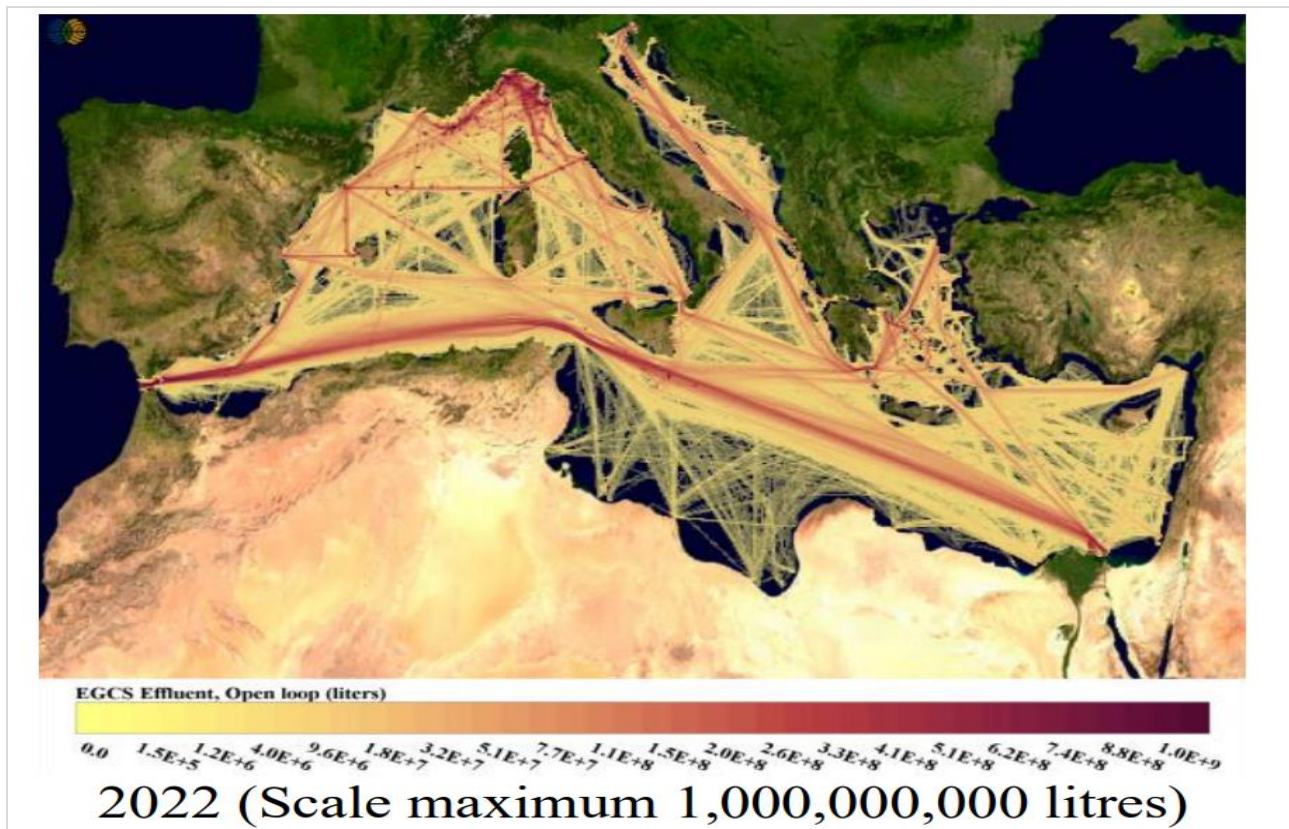 EGCS Effluent, Open loop (liters)
0.0 1.5E+5 1.2E+6 4.0E+6 9.6E+6 1.8E+7 3.2E+7 5.1E+7 7.7E+7 1.1E+8 1.5E+8 2.0E+8 2.6E+8 3.3E+8 4.1E+8 5.1E+8 6.2E+8 7.4E+8 8.8E+8 1.0E+9
2022 (Scale maximum 1,000,000,000 litres)